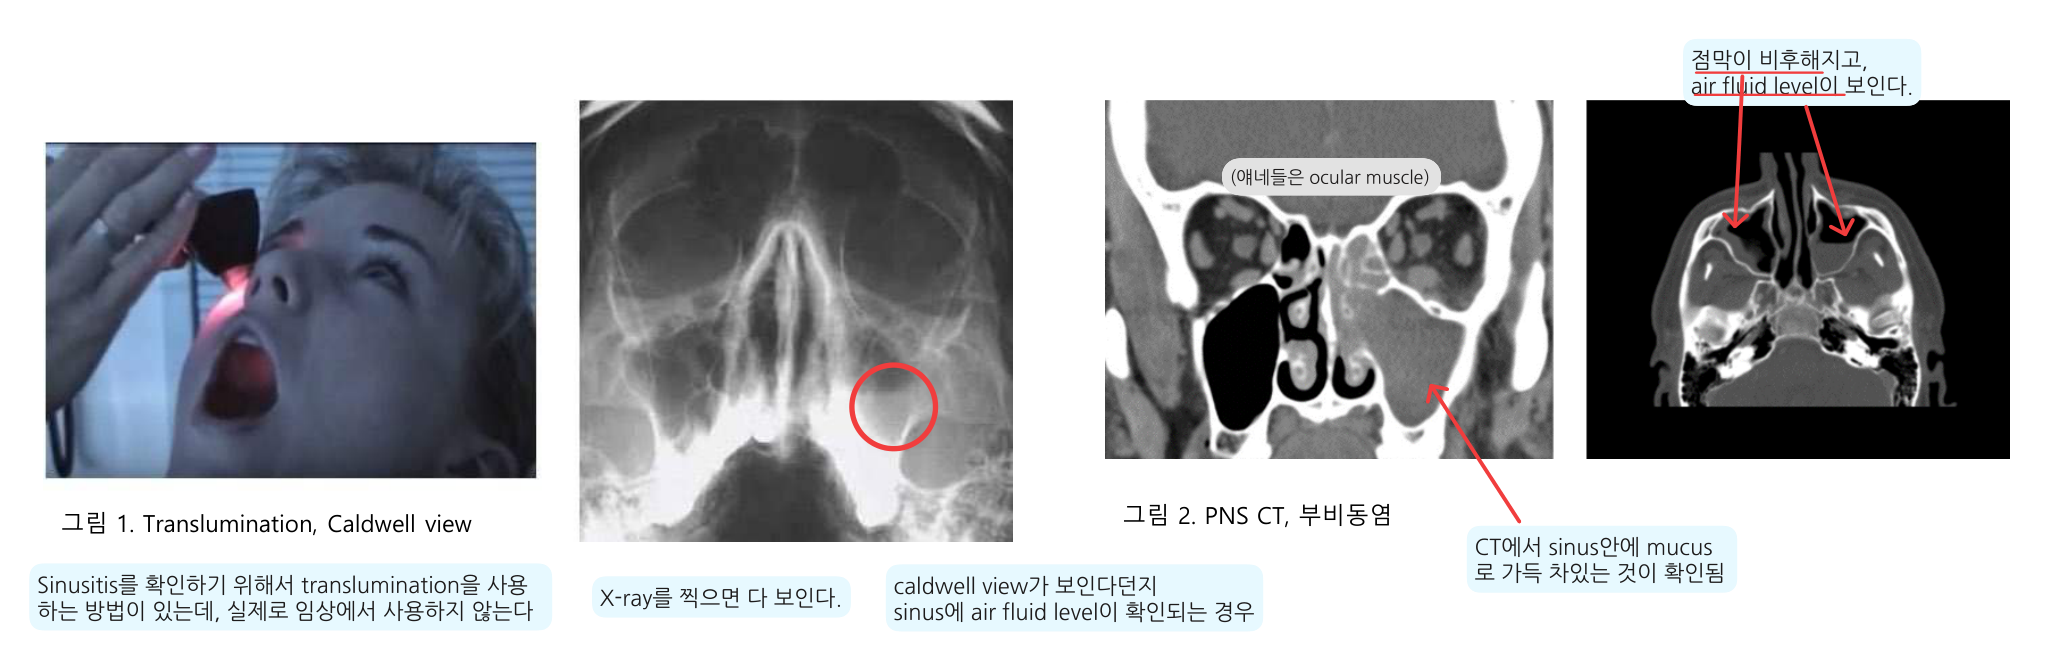 점막이 비후해지고,
air fluid level이 보인다.
(얘네들은 ocular muscle)
그림 1. Translumination, Caldwell view
그림 2. PNS CT, 부비동염
Sinusitis를 확인하기 위해서 translumination을 사용
하는 방법이 있는데, 실제로 임상에서 사용하지 않는다
X-ray를 찍으면 다 보인다.
caldwell view가 보인다던지
sinus에 air fluid level이 확인되는 경우
CT에서 sinus안에 mucus
로 가득 차있는 것이 확인됨